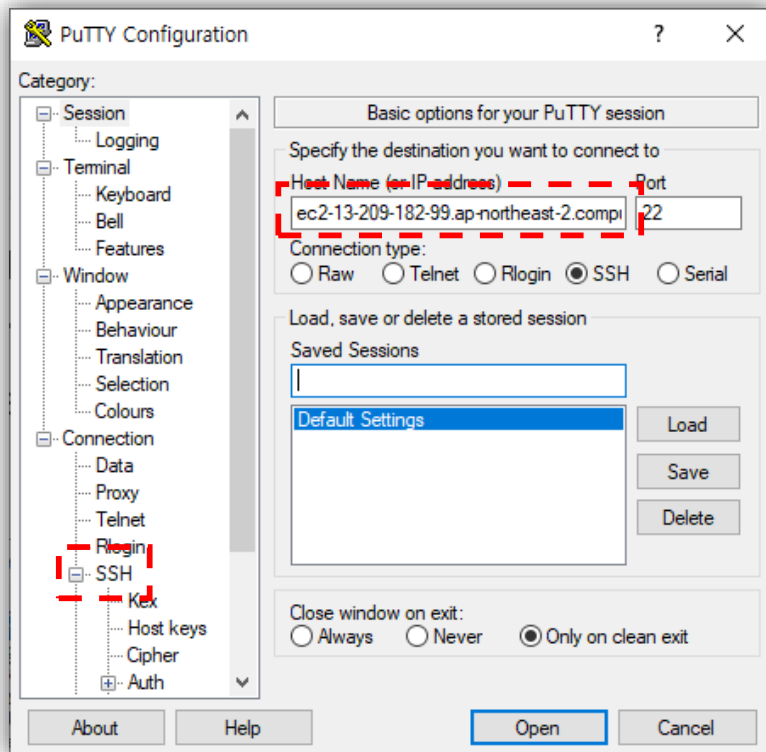 PuTTY Configuration
?
Category:
Session
Logging
Terminal
Keyboard
Bell
Features
Window
Appearance
Behaviour
Translation
Selection
Colours
Connection
Data
Proxy
Telnet
Rlogin
SSH
Kex
Host keys
Cipher
Auth
Basic options for your PuTTY session
Specify the destination you want to connect to
Host Name (or IP address) Port
ec2-13-209-182-99.ap-northeast-2.compu 22
Connection type:
Raw Telnet Rlogin SSH Serial
Load, save or delete a stored session
Saved Sessions
Default Settings
Load
Save
Delete
Close window on exit:
Always Never Only on clean exit
About Help Open Cancel